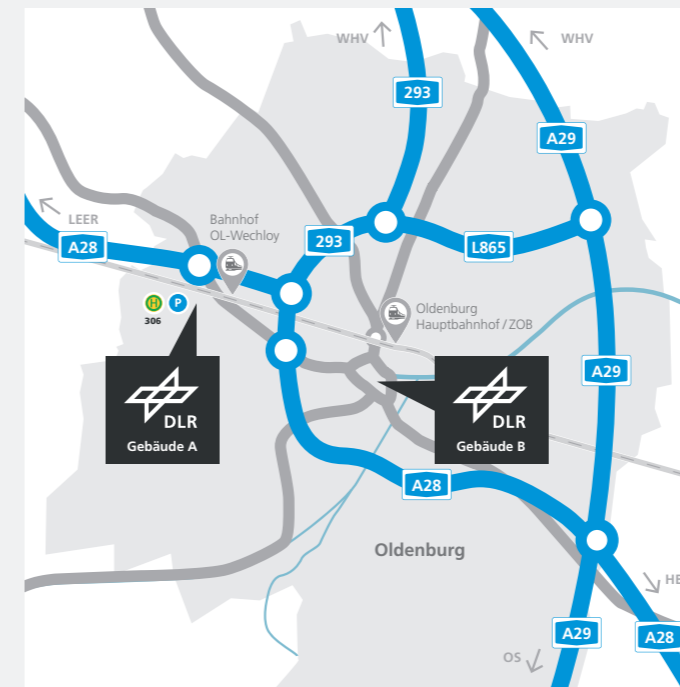 WHV
WHV
293
A29
LEER
Bahnhof
OL-Wechloy
A28
293
L865
H
P
306
Oldenburg
Hauptbahnhof / ZOB
A29
DLR
Gebäude A
DLR
Gebäude B
A28
Oldenburg
HB
A29
A28
OS